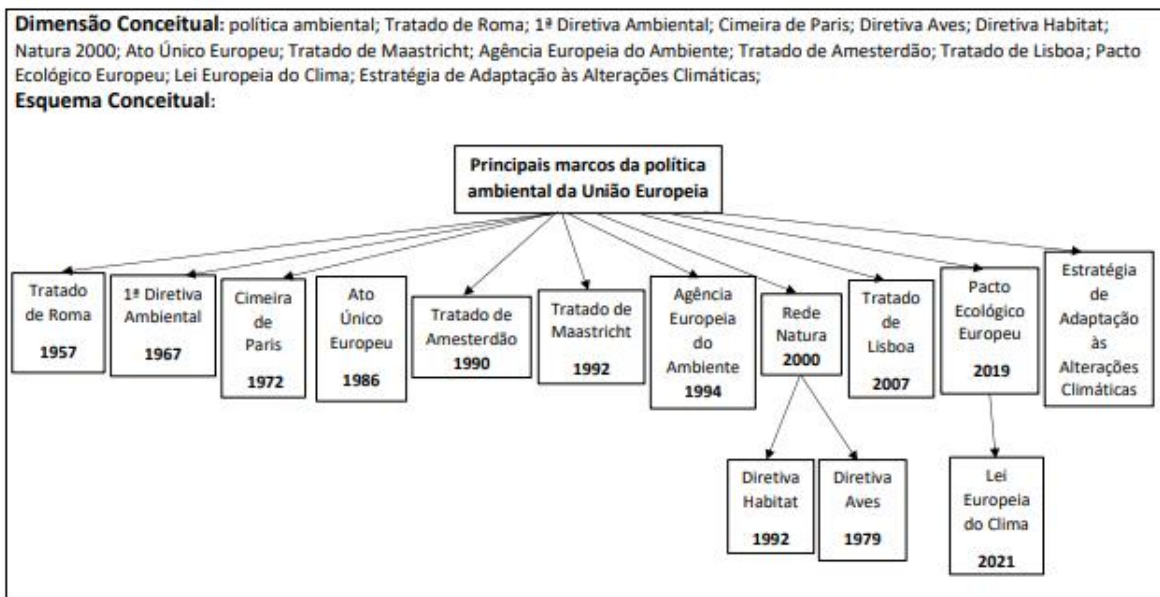 Dimensão Conceitual: política ambiental; Tratado de Roma; 1ª Diretiva Ambiental; Cimeira de Paris; Diretiva Aves; Diretiva Habitat;
Natura 2000; Ato Único Europeu; Tratado de Maastricht; Agência Europeia do Ambiente; Tratado de Amesterdão; Tratado de Lisboa; Pacto
Ecológico Europeu; Lei Europeia do Clima; Estratégia de Adaptação às Alterações Climáticas;
Esquema Conceitual:
Principais marcos da política
ambiental da União Europeia
Tratado
de Roma
1957
1ª Diretiva
Ambiental
1967
Cimeira
de
Paris
1972
Ato
Único
Europeu
1986
Tratado de
Amesterdão
1990
Tratado de
Maastricht
1992
Agência
Europeia
do
Ambiente
1994
Rede
Natura
2000
Tratado
de
Lisboa
2007
Pacto
Ecológico
Europeu
2019
Estratégia
de
Adaptação
às
Alterações
Climáticas
Diretiva
Habitat
1992
Diretiva
Aves
1979
Lei
Europeia
do Clima
2021